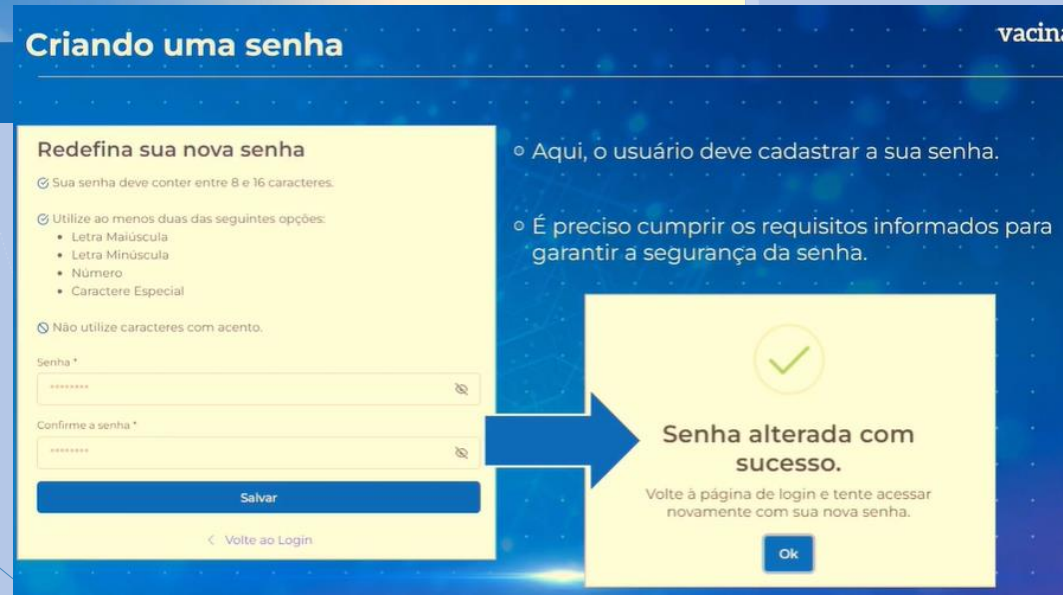 Criando uma senha
vacina
Redefina sua nova senha
Sua senha deve conter entre 8 e 16 caracteres.
Utilize ao menos duas das seguintes opções:
• Letra Maiúscula
• Letra Minúscula
• Número
• Caractere Especial
Não utilize caracteres com acento.
Senha *
********
Confirme a senha *
********
Salvar
< Volte ao Login
Aqui, o usuário deve cadastrar a sua senha.
É preciso cumprir os requisitos informados para
garantir a segurança da senha.
Senha alterada com
sucesso.
Volte à página de login e tente acessar
novamente com sua nova senha.
Ok